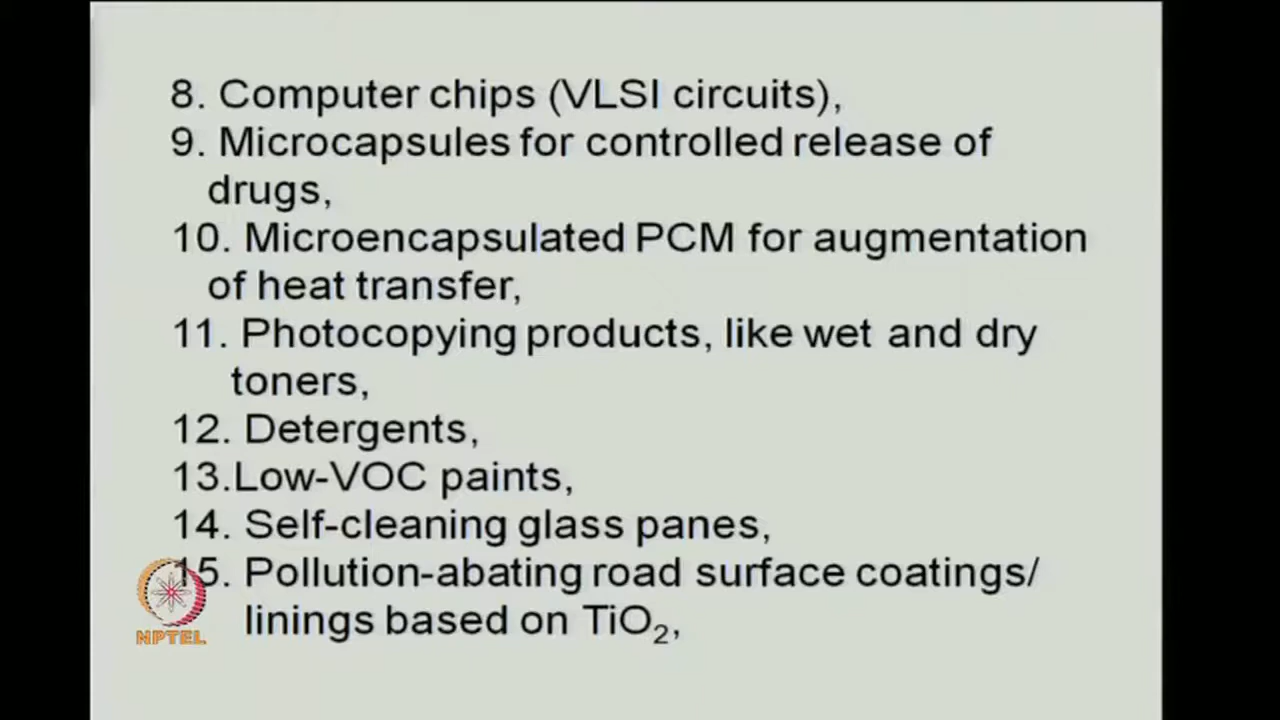 8. Computer chips (VLSI circuits),
9. Microcapsules for controlled release of
drugs,
10. Microencapsulated PCM for augmentation
of heat transfer,
11. Photocopying products, like wet and dry
toners,
12. Detergents,
13.Low-VOC paints,
14. Self-cleaning glass panes,
15. Pollution-abating road surface coatings/
linings based on TiO₂,
NPTEL